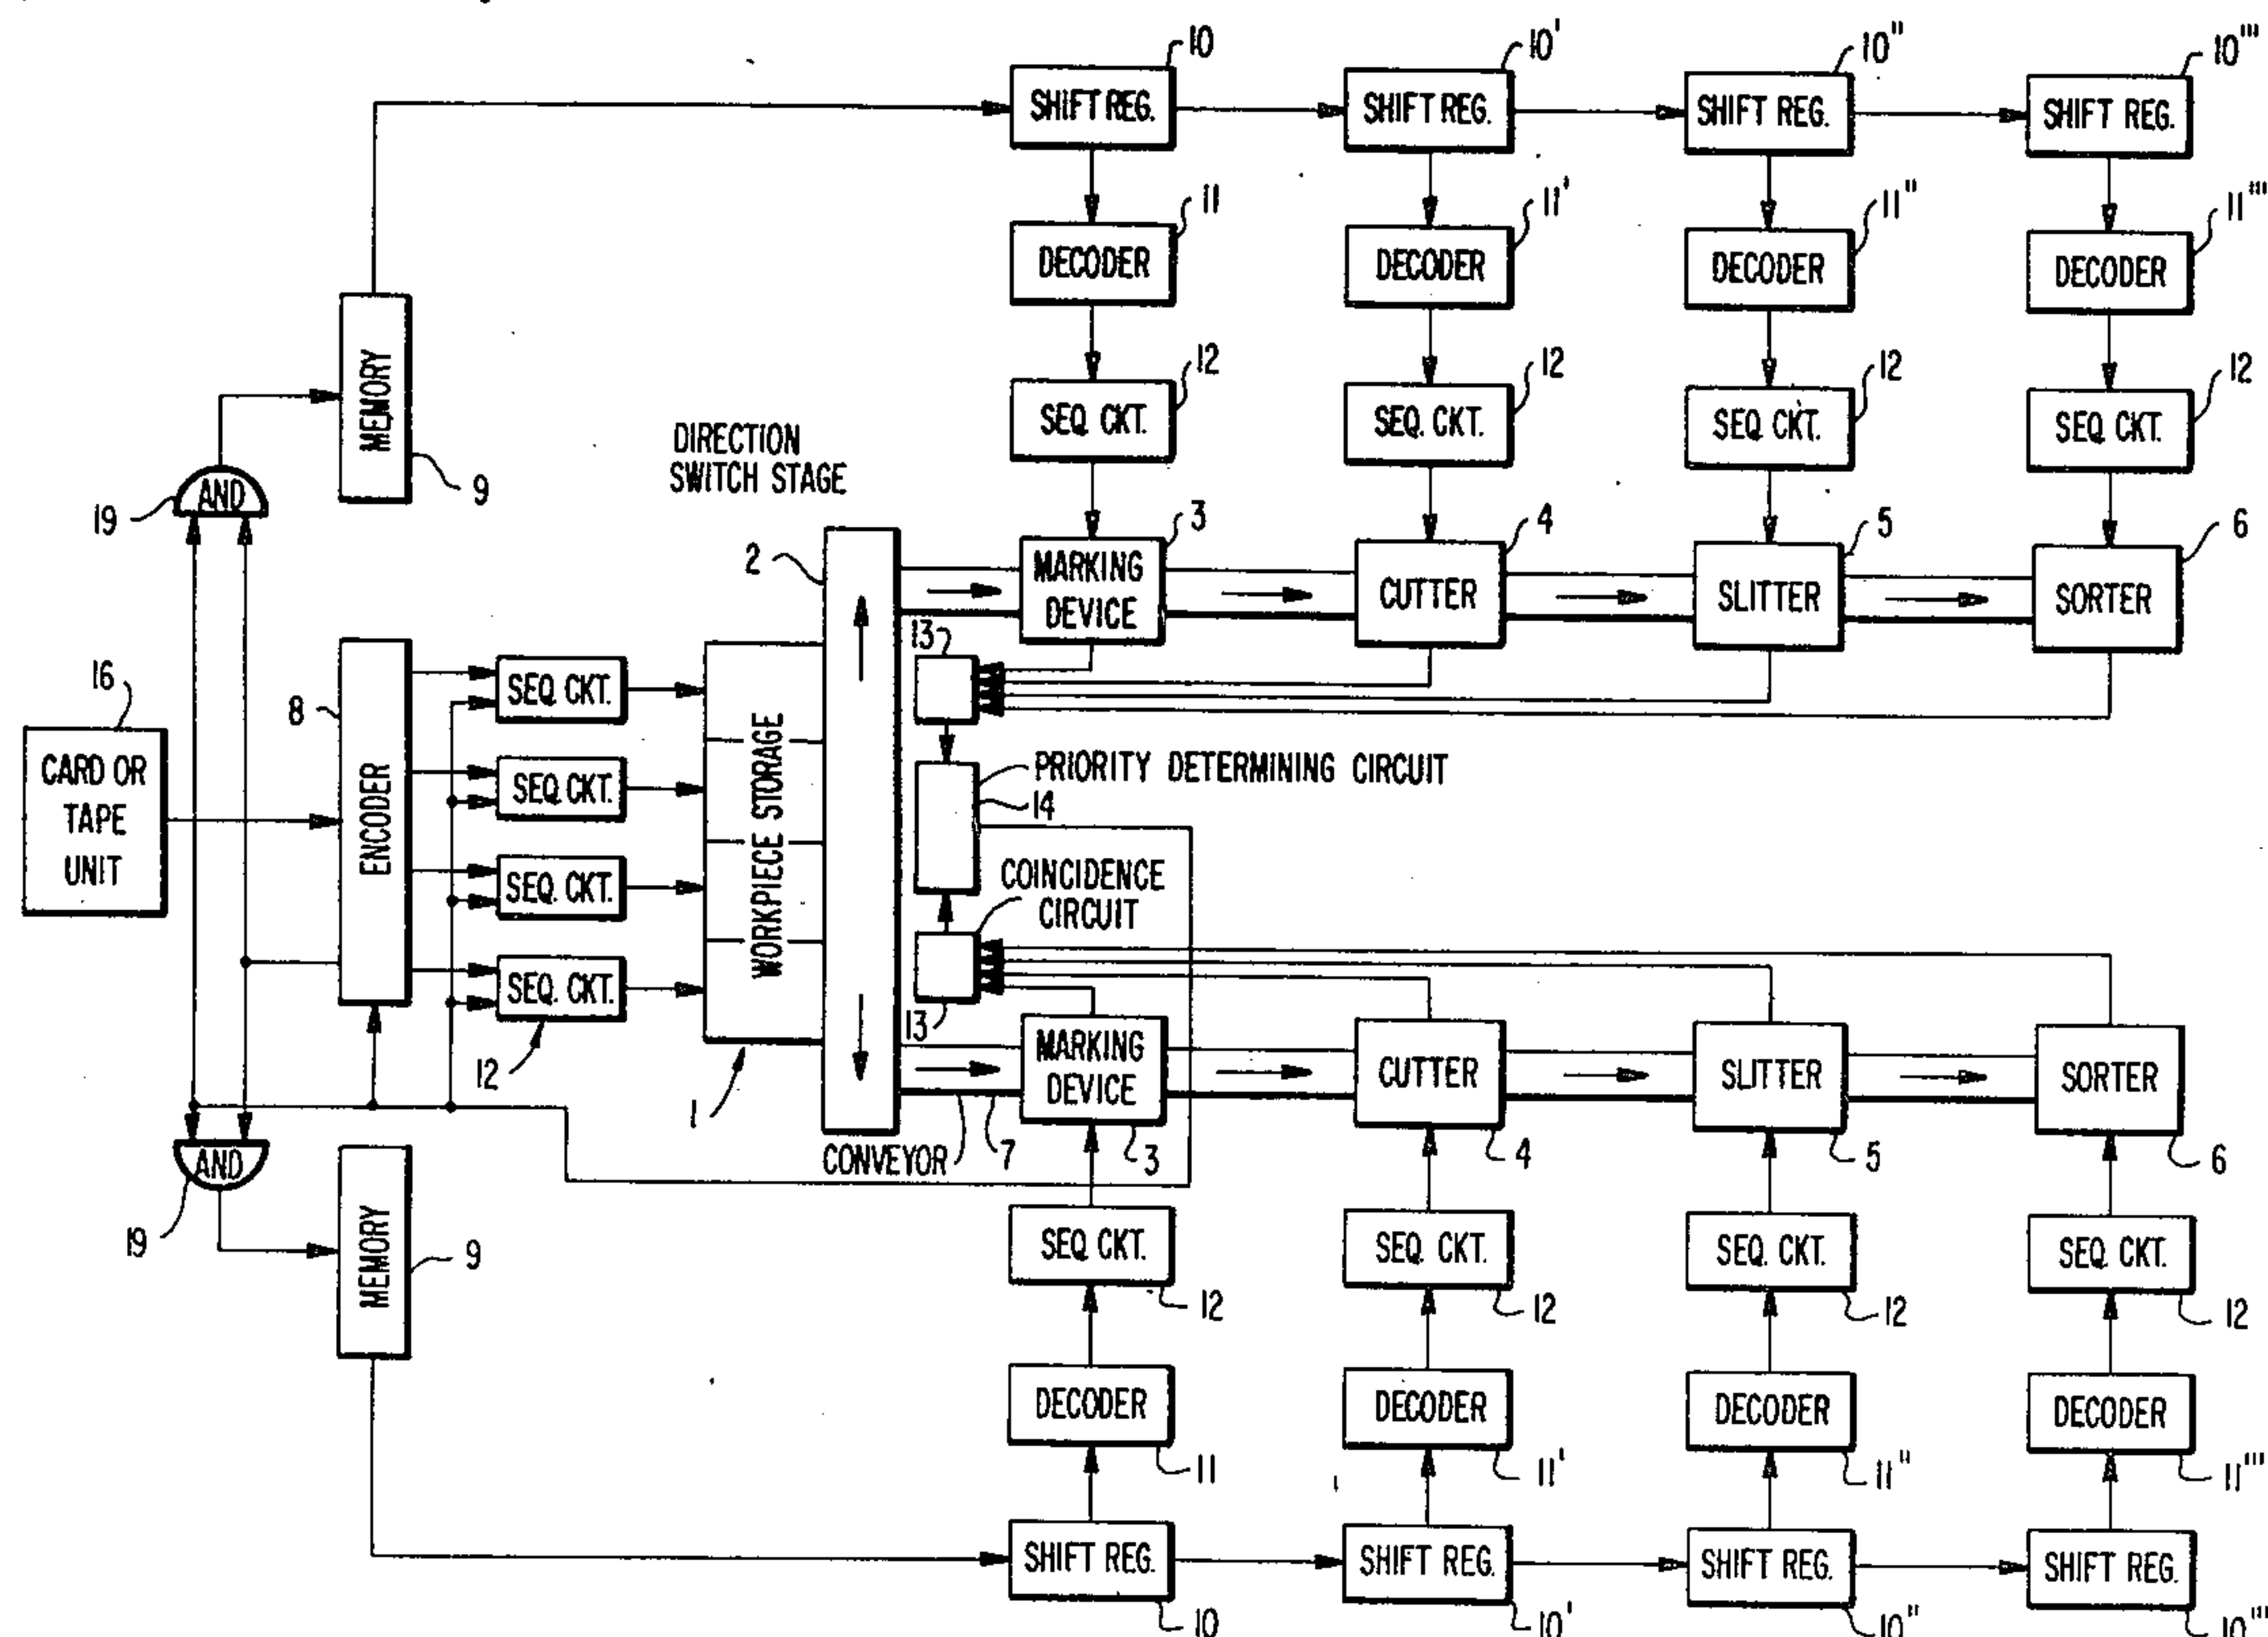 10 10' 10" 10'''
SHIFT REG. SHIFT REG. SHIFT REG. SHIFT REG.
11 11' 11" 11'''
DECODER DECODER DECODER DECODER
12 12 12 12
SEQ. CKT. SEQ. CKT. SEQ. CKT. SEQ. CKT.
MEMORY
9
AND
19
DIRECTION
SWITCH STAGE
2
3 4 5 6
MARKING
DEVICE
CUTTER SLITTER SORTER
13
16
CARD OR
TAPE
UNIT
8
ENCODER
SEQ. CKT.
SEQ. CKT.
SEQ. CKT.
SEQ. CKT.
12
WORKPIECE STORAGE
1
PRIORITY DETERMINING CIRCUIT
14
COINCIDENCE
CIRCUIT
13
MARKING
DEVICE
CUTTER SLITTER SORTER
CONVEYOR 7 3 4 5 6
AND
19
MEMORY
9
SEQ. CKT. SEQ. CKT. SEQ. CKT. SEQ. CKT.
12 12 12 12
DECODER DECODER DECODER DECODER
11 11' 11" 11'''
SHIFT REG. SHIFT REG. SHIFT REG. SHIFT REG.
10 10' 10" 10'''